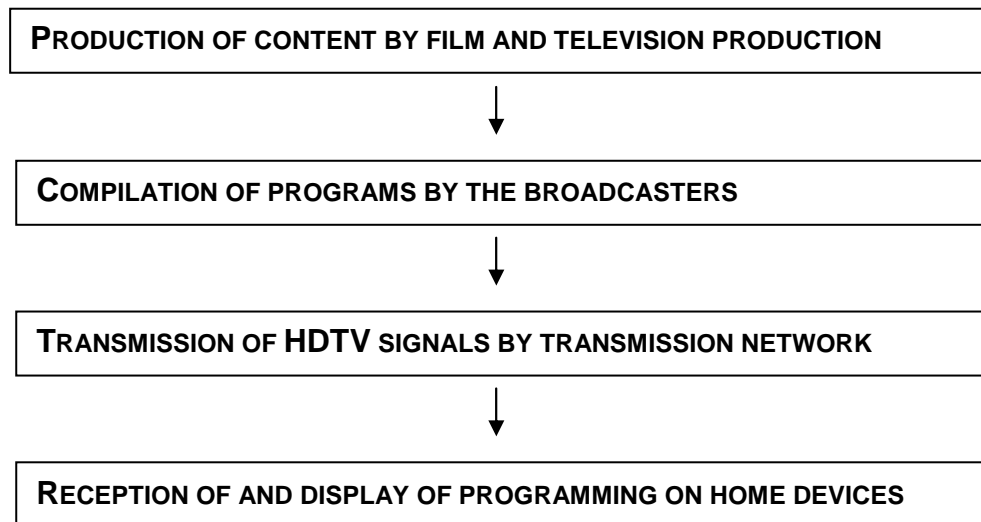 PRODUCTION OF CONTENT BY FILM AND TELEVISION PRODUCTION
COMPILATION OF PROGRAMS BY THE BROADCASTERS
TRANSMISSION OF HDTV SIGNALS BY TRANSMISSION NETWORK
RECEPTION OF AND DISPLAY OF PROGRAMMING ON HOME DEVICES